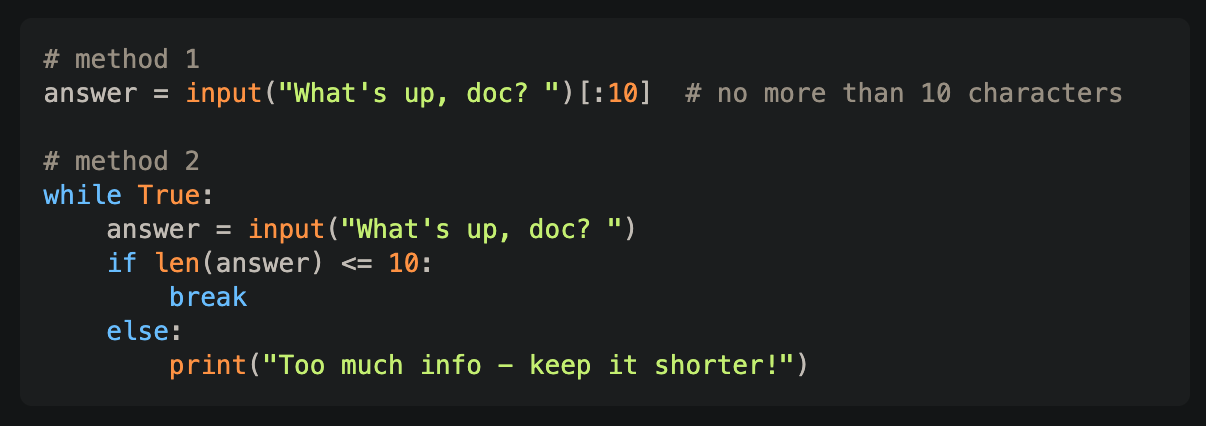 # method 1
answer = input("What's up, doc? ")[:10]  # no more than 10 characters
# method 2
while True:
    answer = input("What's up, doc? ")
    if len(answer) <= 10:
        break
    else:
        print("Too much info – keep it shorter!")